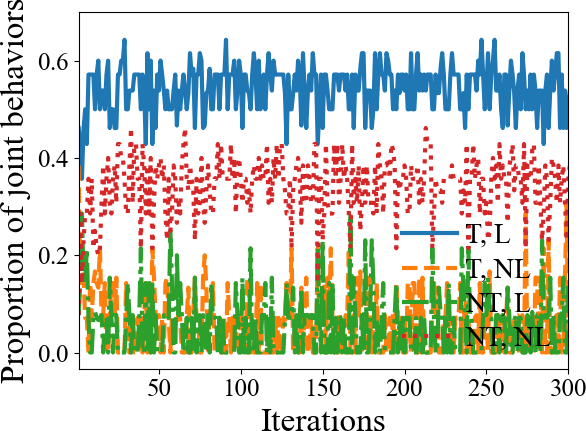 Proportion of joint behaviors
0.6
0.4
0.2
0.0
T, L
T, NL
NT, L
NT, NL
50 100 150 200 250 300
Iterations